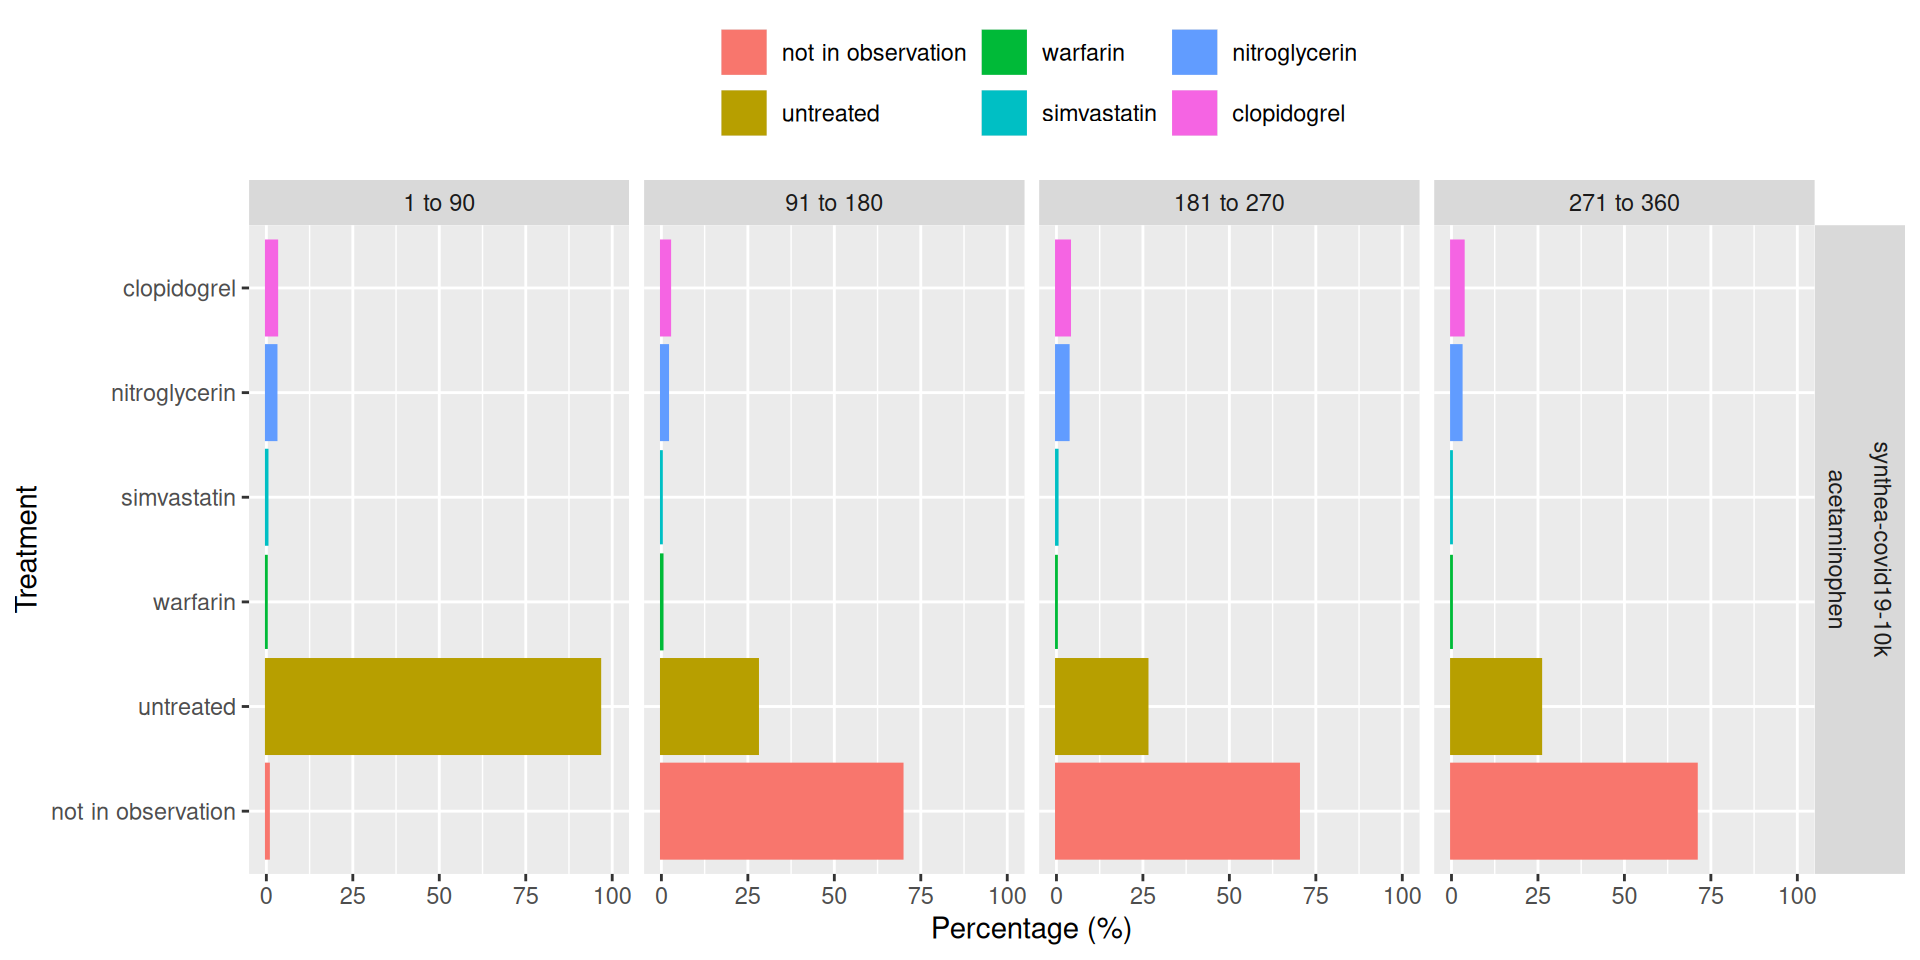 not in observation
warfarin
nitroglycerin
untreated
simvastatin
clopidogrel
1 to 90
91 to 180
181 to 270
271 to 360
Treatment
clopidogrel
nitroglycerin
simvastatin
warfarin
untreated
not in observation
synthea-covid19-10k
acetaminophen
0 25 50 75 100
0 25 50 75 100
0 25 50 75 100
0 25 50 75 100
Percentage (%)